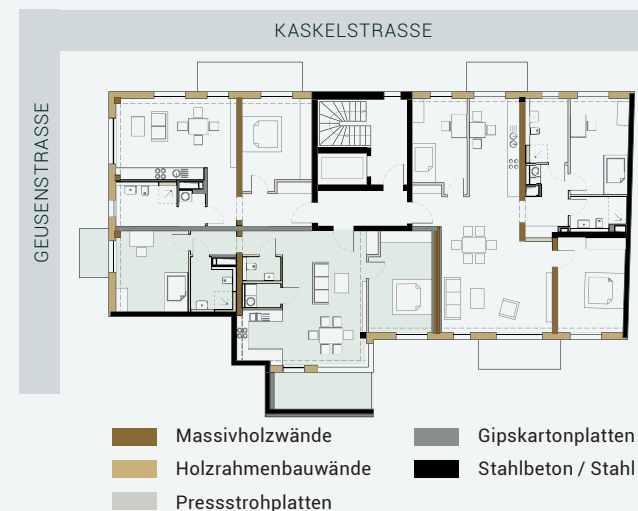 KASKELSTRASSE
GEUSENSTRASSE
Massivholzwände
Holzrahmenbauwände
Pressstrohplatten
Gipskartonplatten
Stahlbeton / Stahl